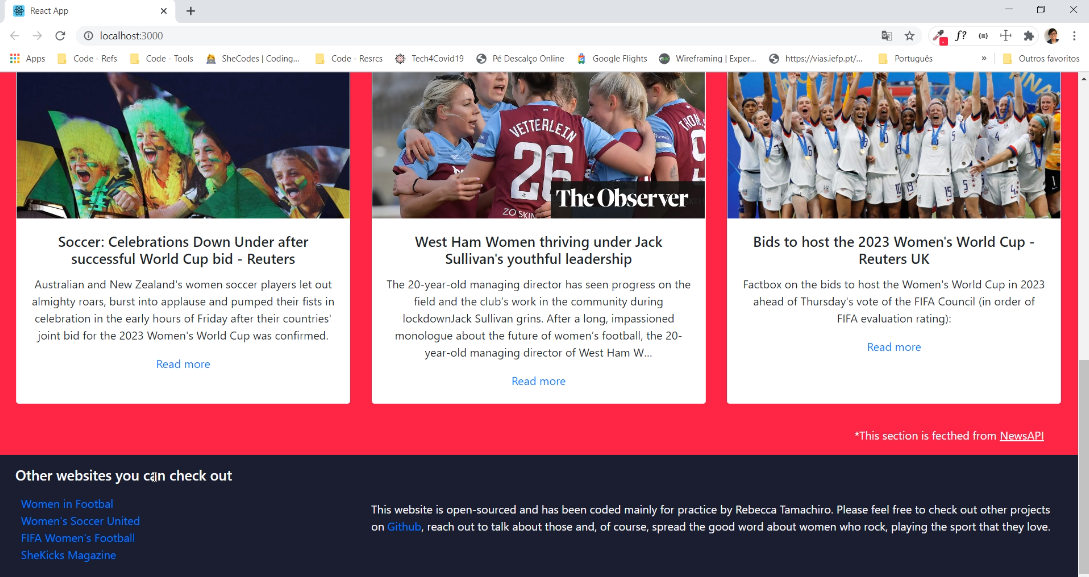 React App
localhost:3000
Apps
Code - Refs
Code - Tools
SheCodes | Coding...
Code - Resrcs
Tech4Covid19
Pé Descalço Online
Google Flights
Wireframing | Exper...
https://vias.iefp.pt/...
Português
»
Outros favoritos
VETTERLEIN
26
The Observer
Soccer: Celebrations Down Under after
successful World Cup bid - Reuters
Australian and New Zealand's women soccer players let out
almighty roars, burst into applause and pumped their fists in
celebration in the early hours of Friday after their countries'
joint bid for the 2023 Women's World Cup was confirmed.
Read more
West Ham Women thriving under Jack
Sullivan's youthful leadership
The 20-year-old managing director has seen progress on the
field and the club's work in the community during
lockdownJack Sullivan grins. After a long, impassioned
monologue about the future of women's football, the 20-
year-old managing director of West Ham W...
Read more
Bids to host the 2023 Women's World Cup -
Reuters UK
Factbox on the bids to host the Women's World Cup in 2023
ahead of Thursday's vote of the FIFA Council (in order of
FIFA evaluation rating):
Read more
*This section is fecthed from NewsAPI
Other websites you can check out
Women in Footbal
Women's Soccer United
FIFA Women's Football
SheKicks Magazine
This website is open-sourced and has been coded mainly for practice by Rebecca Tamachiro. Please feel free to check out other projects
on Github, reach out to talk about those and, of course, spread the good word about women who rock, playing the sport that they love.